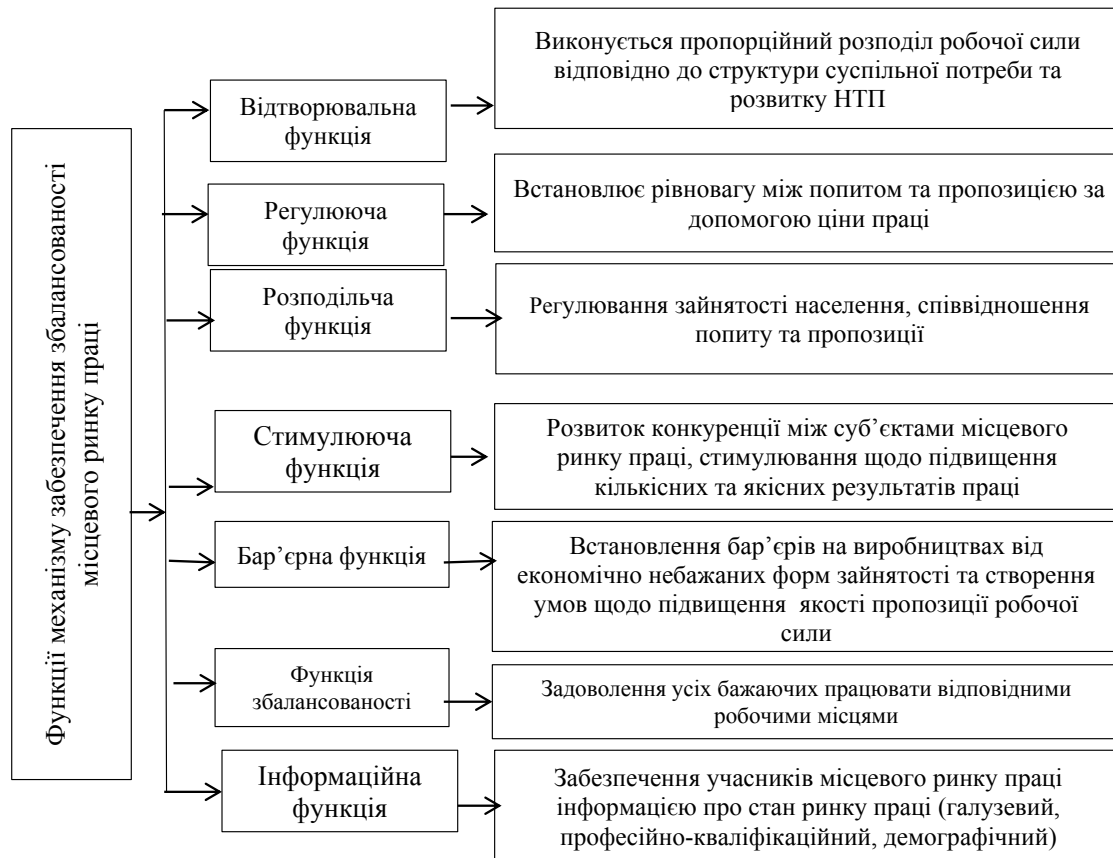 Функції механізму забезпечення збалансованості
місцевого ринку праці
Відтворювальна
функція
Виконується пропорційний розподіл робочої сили
відповідно до структури суспільної потреби та
розвитку НТП
Регулююча
функція
Встановлює рівновагу між попитом та пропозицією за
допомогою ціни праці
Розподільча
функція
Регулювання зайнятості населення, співвідношення
попиту та пропозиції
Стимулююча
функція
Розвиток конкуренції між суб’єктами місцевого
ринку праці, стимулювання щодо підвищення
кількісних та якісних результатів праці
Бар’єрна функція
Встановлення бар’єрів на виробництвах від
економічно небажаних форм зайнятості та створення
умов щодо підвищення якості пропозиції робочої
сили
Функція
збалансованості
Задоволення усіх бажаючих працювати відповідними
робочими місцями
Інформаційна
функція
Забезпечення учасників місцевого ринку праці
інформацією про стан ринку праці (галузевий,
професійно-кваліфікаційний, демографічний)